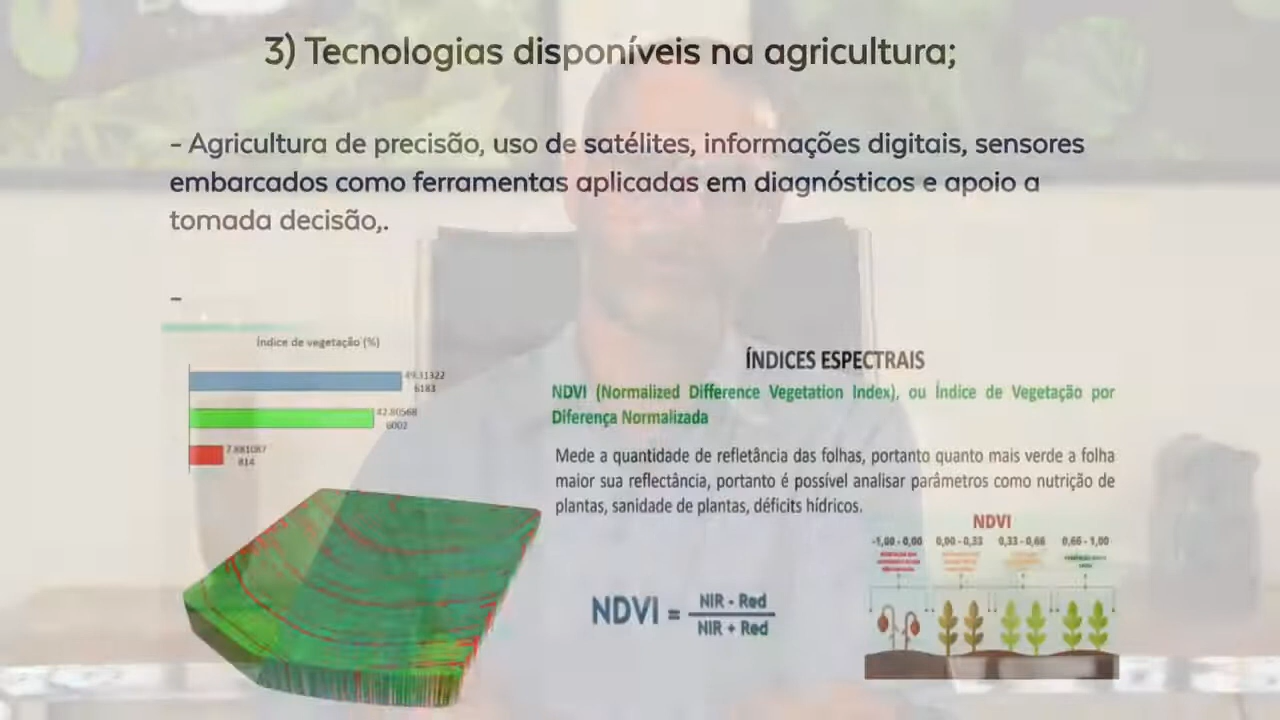 3) Tecnologias disponíveis na agricultura;
- Agricultura de precisão, uso de satélites, informações digitais, sensores
embarcados como ferramentas aplicadas em diagnósticos e apoio a
tomada decisão,.
-
Índice de vegetação (%)
49.31322
6183
42.80568
6002
7.881087
814
ÍNDICES ESPECTRAIS
NDVI (Normalized Difference Vegetation Index), ou Índice de Vegetação por
Diferença Normalizada
Mede a quantidade de refletância das folhas, portanto quanto mais verde a folha
maior sua reflectância, portanto é possível analisar parâmetros como nutrição de
plantas, sanidade de plantas, déficits hídricos.
NDVI
-1,00 - 0,00 0,00 - 0,33 0,33 - 0,66 0,66 - 1,00
NDVI = NIR - Red
NIR + Red